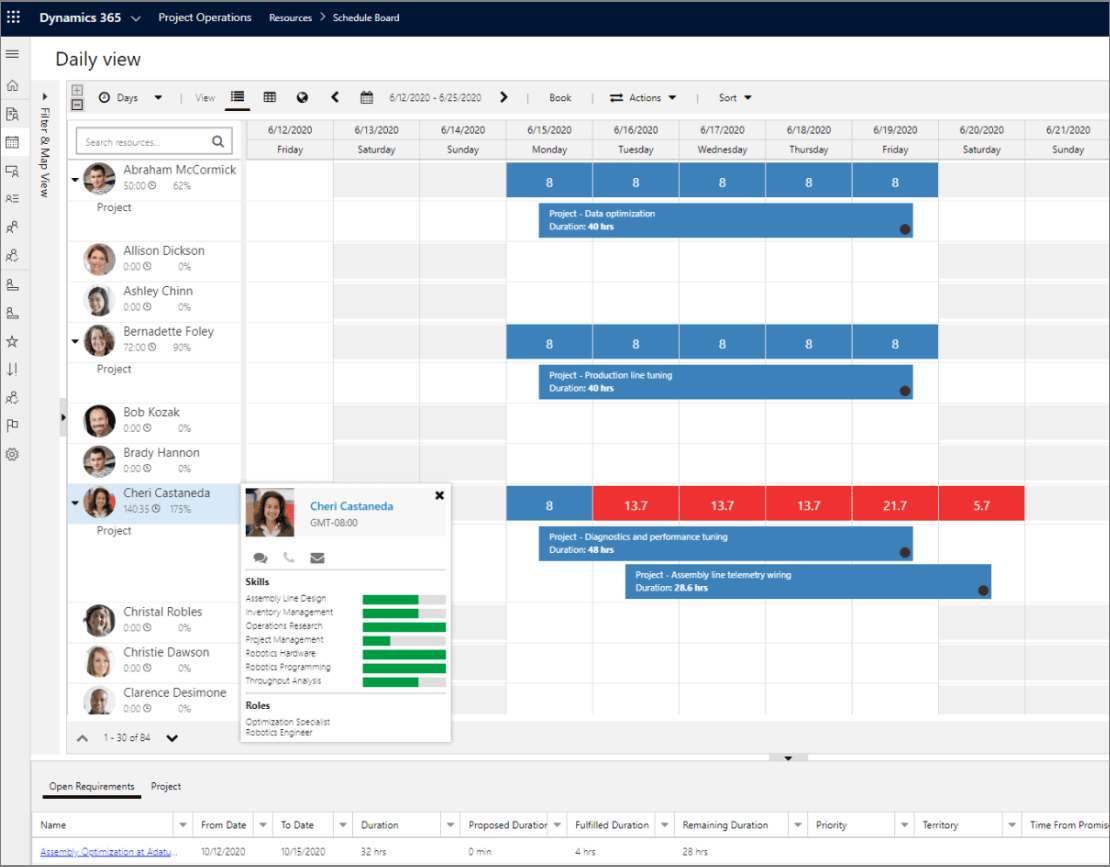 Dynamics 365 Project Operations Resources > Schedule Board
Daily view
Filter & Map View
Days View 6/12/2020 - 6/25/2020 Book Actions Sort
Search resources...
6/12/2020 6/13/2020 6/14/2020 6/15/2020 6/16/2020 6/17/2020 6/18/2020 6/19/2020 6/20/2020 6/21/2020
Friday Saturday Sunday Monday Tuesday Wednesday Thursday Friday Saturday Sunday
Abraham McCormick
50:00 62%
8 8 8 8 8
Project
Project - Data optimization
Duration: 40 hrs
Allison Dickson
0:00 0%
Ashley Chinn
0:00 0%
Bernadette Foley
72:00 90%
8 8 8 8 8
Project
Project - Production line tuning
Duration: 40 hrs
Bob Kozak
0:00 0%
Brady Hannon
0:00 0%
Cheri Castaneda
140:35 175%
8 13.7 13.7 13.7 21.7 5.7
Project
Project - Diagnostics and performance tuning
Duration: 48 hrs
Project - Assembly line telemetry wiring
Duration: 28.6 hrs
Cheri Castaneda
GMT-08:00
Skills
Assembly Line Design
Inventory Management
Operations Research
Project Management
Robotics Hardware
Robotics Programming
Throughput Analysis
Roles
Optimization Specialist
Robotics Engineer
Christal Robles
0:00 0%
Christie Dawson
0:00 0%
Clarence Desimone
0:00 0%
1 - 30 of 84
Open Requirements Project
Name From Date To Date Duration Proposed Duration Fulfilled Duration Remaining Duration Priority Territory Time From Promise
Assembly Optimization at Adatu... 10/12/2020 10/15/2020 32 hrs 0 min 4 hrs 28 hrs